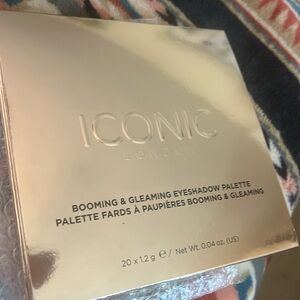 ICONIC
LONDON
BOOMING & GLEAMING EYESHADOW PALETTE
PALETTE FARDS À PAUPIÈRES BOOMING & GLEAMING
20 x 1.2 g ℮ / Net Wt. 0.04 oz. (US)